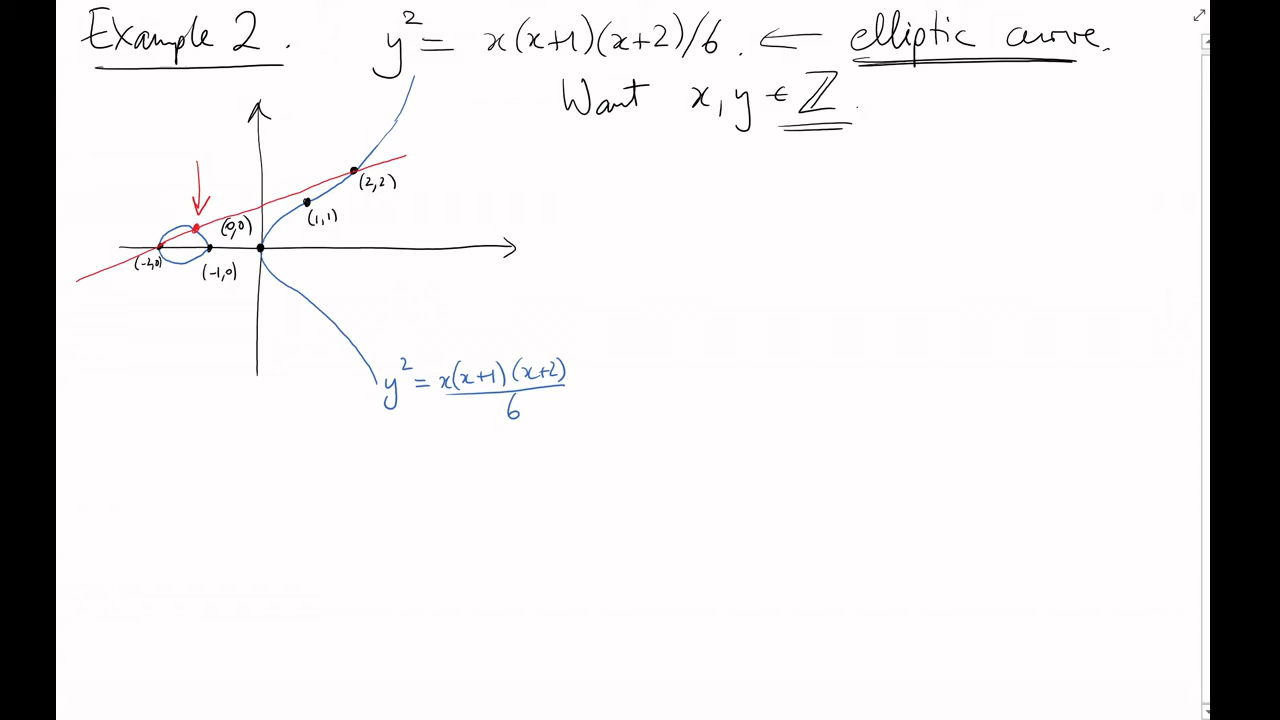 Example 2. y² = x(x+1)(x+2)/6. ← elliptic curve.
Want x, y ∈ ℤ.
(2,2)
(1,1)
(0,0)
(-2,0)
(-1,0)
y² = x(x+1)(x+2)
6